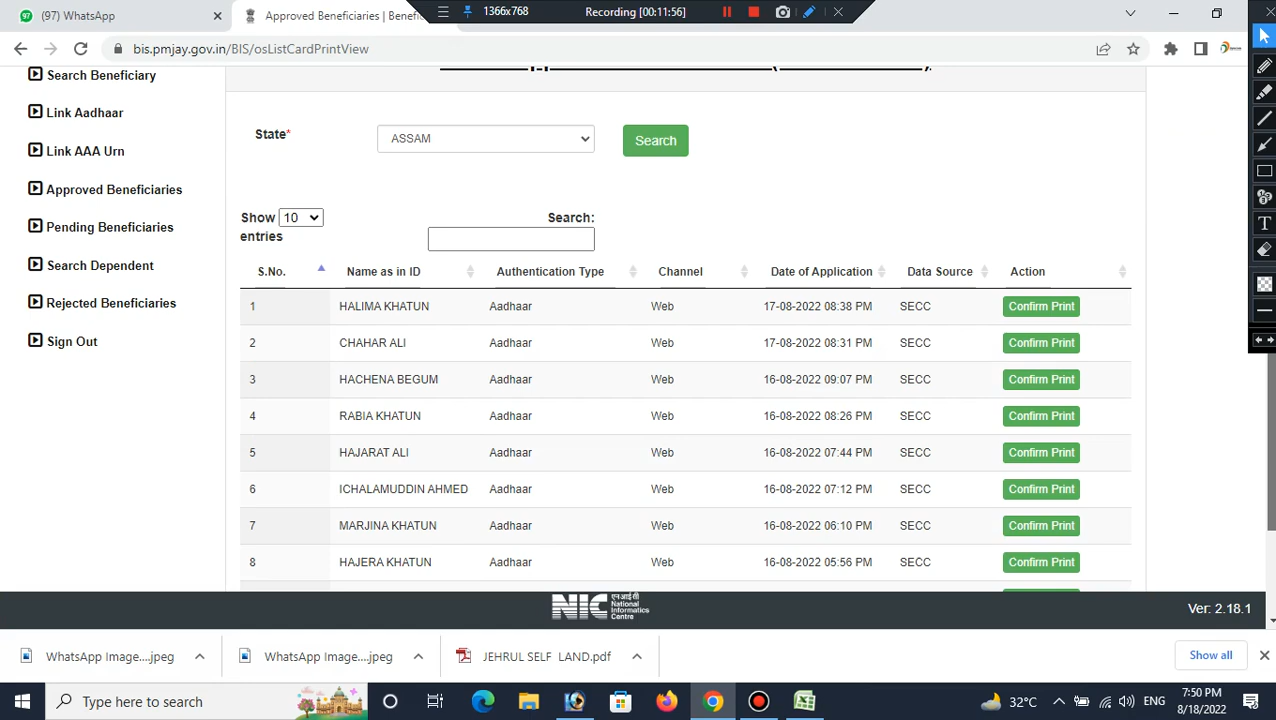 (97) WhatsApp
Approved Beneficiaries | Benefi
1366x768
Recording [00:11:56]
bis.pmjay.gov.in/BIS/osListCardPrintView
Search Beneficiary
Link Aadhaar
Link AAA Urn
Approved Beneficiaries
Pending Beneficiaries
Search Dependent
Rejected Beneficiaries
Sign Out
State*
ASSAM
Search
Show 10
entries
Search:
S.No. Name as in ID Authentication Type Channel Date of Application Data Source Action
1 HALIMA KHATUN Aadhaar Web 17-08-2022 08:38 PM SECC Confirm Print
2 CHAHAR ALI Aadhaar Web 17-08-2022 08:31 PM SECC Confirm Print
3 HACHENA BEGUM Aadhaar Web 16-08-2022 09:07 PM SECC Confirm Print
4 RABIA KHATUN Aadhaar Web 16-08-2022 08:26 PM SECC Confirm Print
5 HAJARAT ALI Aadhaar Web 16-08-2022 07:44 PM SECC Confirm Print
6 ICHALAMUDDIN AHMED Aadhaar Web 16-08-2022 07:12 PM SECC Confirm Print
7 MARJINA KHATUN Aadhaar Web 16-08-2022 06:10 PM SECC Confirm Print
8 HAJERA KHATUN Aadhaar Web 16-08-2022 05:56 PM SECC Confirm Print
NIC
एन आई सी
National
Informatics
Centre
Ver: 2.18.1
WhatsApp Image....jpeg
WhatsApp Image....jpeg
JEHRUL SELF LAND.pdf
Show all
Type here to search
32°C
ENG
7:50 PM
8/18/2022